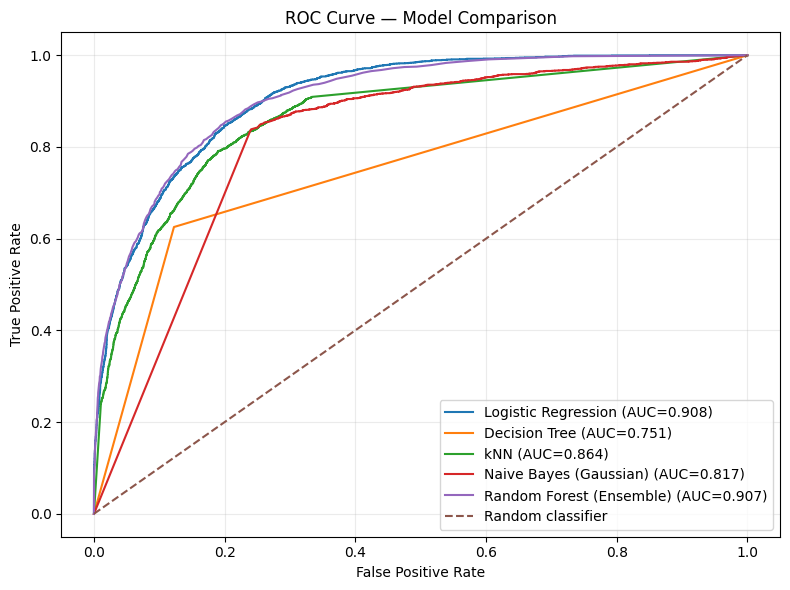 ROC Curve — Model Comparison
True Positive Rate
1.0
0.8
0.6
0.4
0.2
0.0
Logistic Regression (AUC=0.908)
Decision Tree (AUC=0.751)
kNN (AUC=0.864)
Naive Bayes (Gaussian) (AUC=0.817)
Random Forest (Ensemble) (AUC=0.907)
Random classifier
0.0 0.2 0.4 0.6 0.8 1.0
False Positive Rate